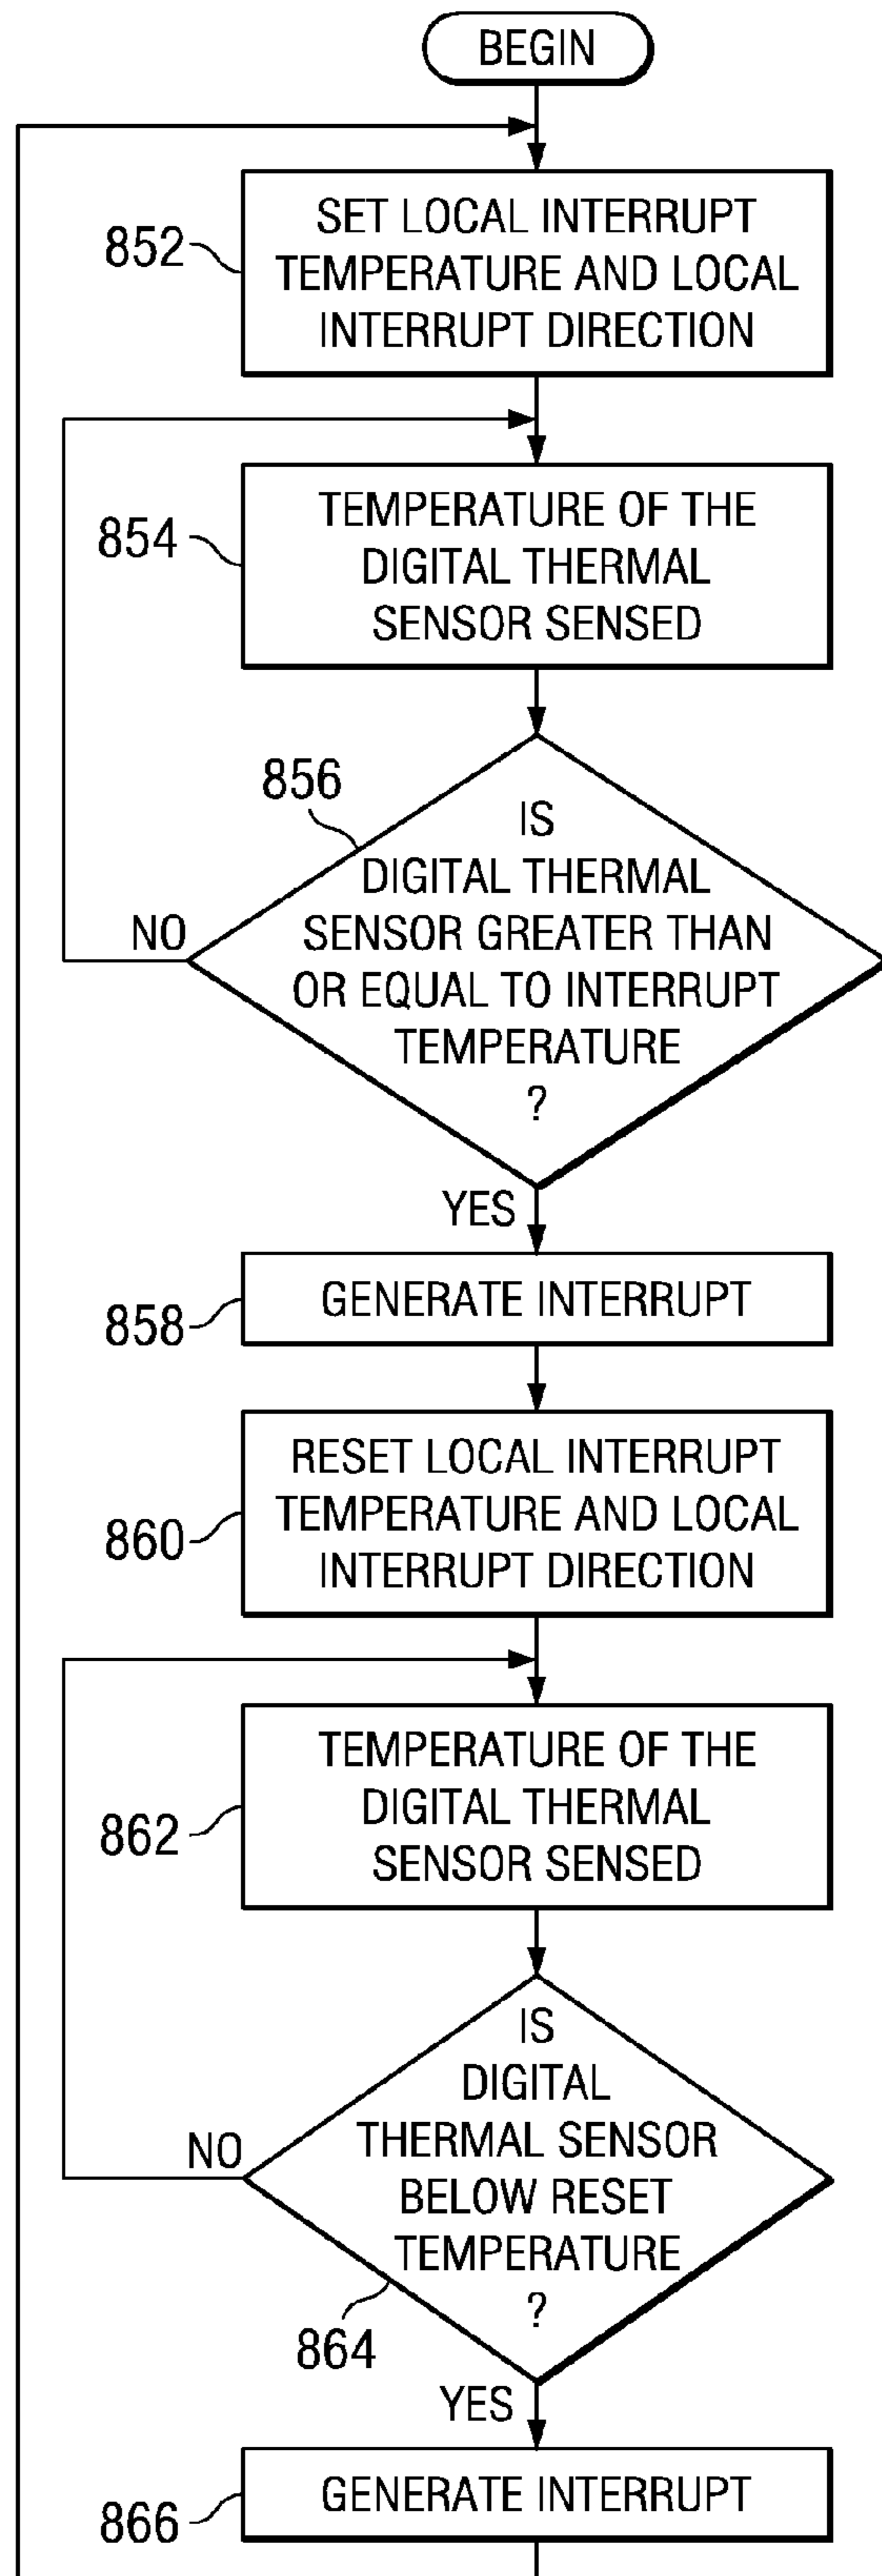 BEGIN
852
SET LOCAL INTERRUPT
TEMPERATURE AND LOCAL
INTERRUPT DIRECTION
854
TEMPERATURE OF THE
DIGITAL THERMAL
SENSOR SENSED
856
IS
DIGITAL THERMAL
SENSOR GREATER THAN
OR EQUAL TO INTERRUPT
TEMPERATURE
?
NO
YES
858
GENERATE INTERRUPT
860
RESET LOCAL INTERRUPT
TEMPERATURE AND LOCAL
INTERRUPT DIRECTION
862
TEMPERATURE OF THE
DIGITAL THERMAL
SENSOR SENSED
IS
DIGITAL
THERMAL SENSOR
BELOW RESET
TEMPERATURE
?
NO
864
YES
866
GENERATE INTERRUPT